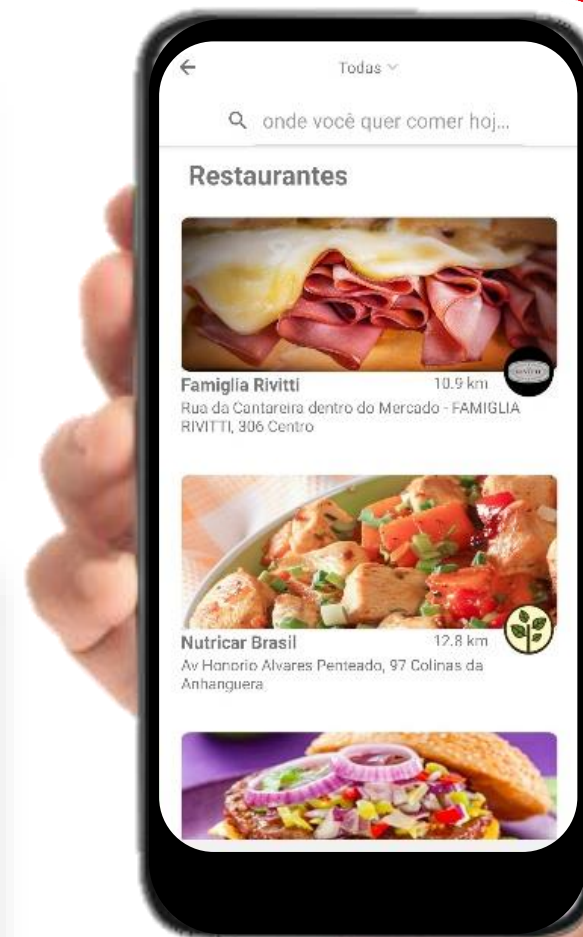 Todas
onde você quer comer hoj...
Restaurantes
Famiglia Rivitti
10.9 km
Rua da Cantareira dentro do Mercado - FAMIGLIA
RIVITTI, 306 Centro
Nutricar Brasil
12.8 km
Av Honorio Alvares Penteado, 97 Colinas da
Anhanguera